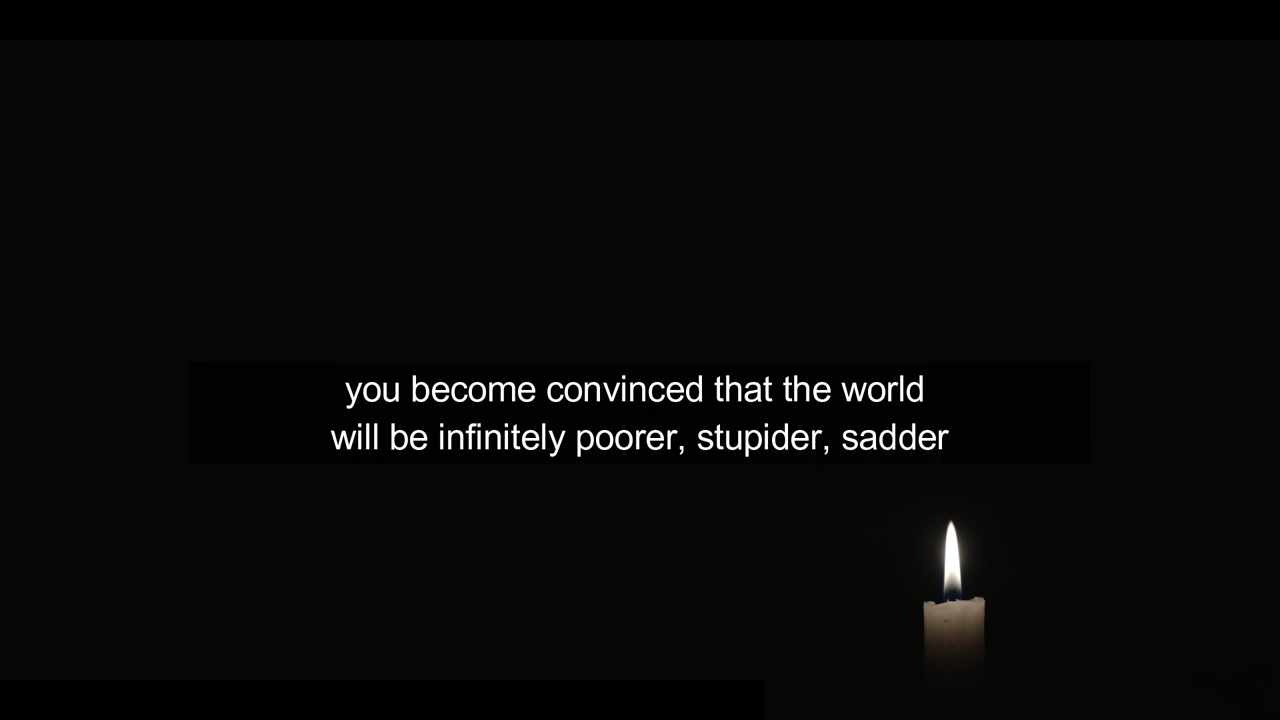 you become convinced that the world
will be infinitely poorer, stupider, sadder